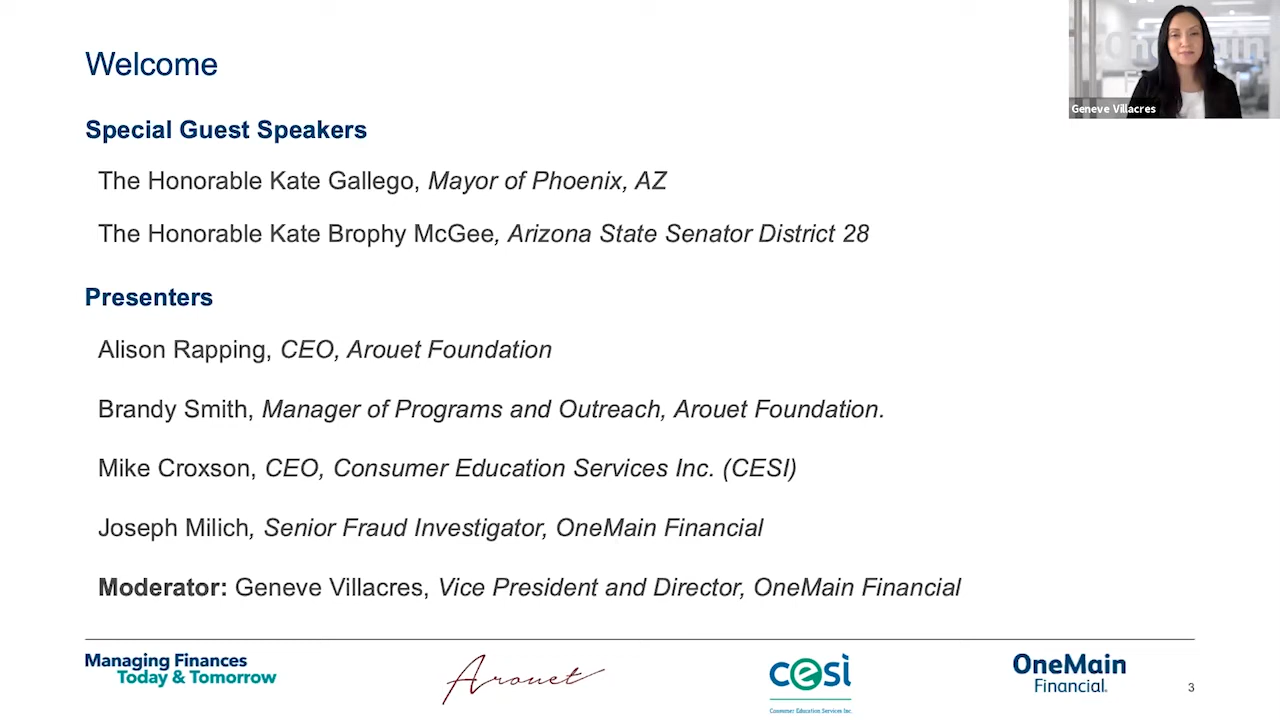 Welcome
Special Guest Speakers
The Honorable Kate Gallego, Mayor of Phoenix, AZ
The Honorable Kate Brophy McGee, Arizona State Senator District 28
Presenters
Alison Rapping, CEO, Arouet Foundation
Brandy Smith, Manager of Programs and Outreach, Arouet Foundation.
Mike Croxson, CEO, Consumer Education Services Inc. (CESI)
Joseph Milich, Senior Fraud Investigator, OneMain Financial
Moderator: Geneve Villacres, Vice President and Director, OneMain Financial
Geneve Villacres
Managing Finances
Today & Tomorrow
Arouet
cesi
Consumer Education Services Inc.
OneMain
Financial.
3